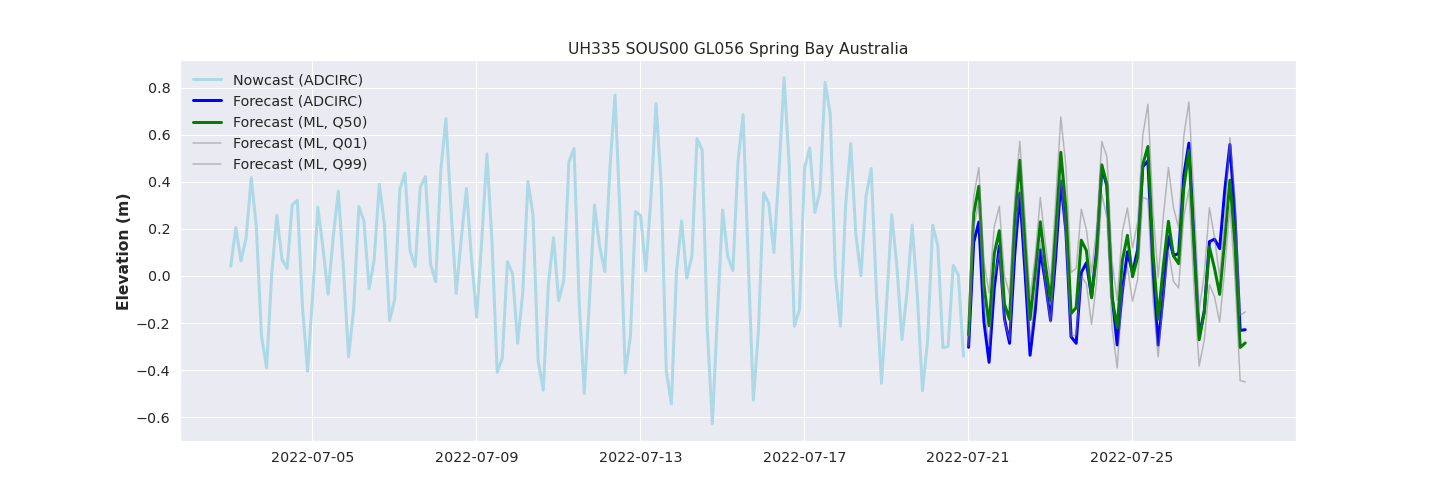 UH335 SOUS00 GL056 Spring Bay Australia
Nowcast (ADCIRC)
Forecast (ADCIRC)
Forecast (ML, Q50)
Forecast (ML, Q01)
Forecast (ML, Q99)
Elevation (m)
0.8
0.6
0.4
0.2
0.0
−0.2
−0.4
−0.6
2022-07-05 2022-07-09 2022-07-13 2022-07-17 2022-07-21 2022-07-25